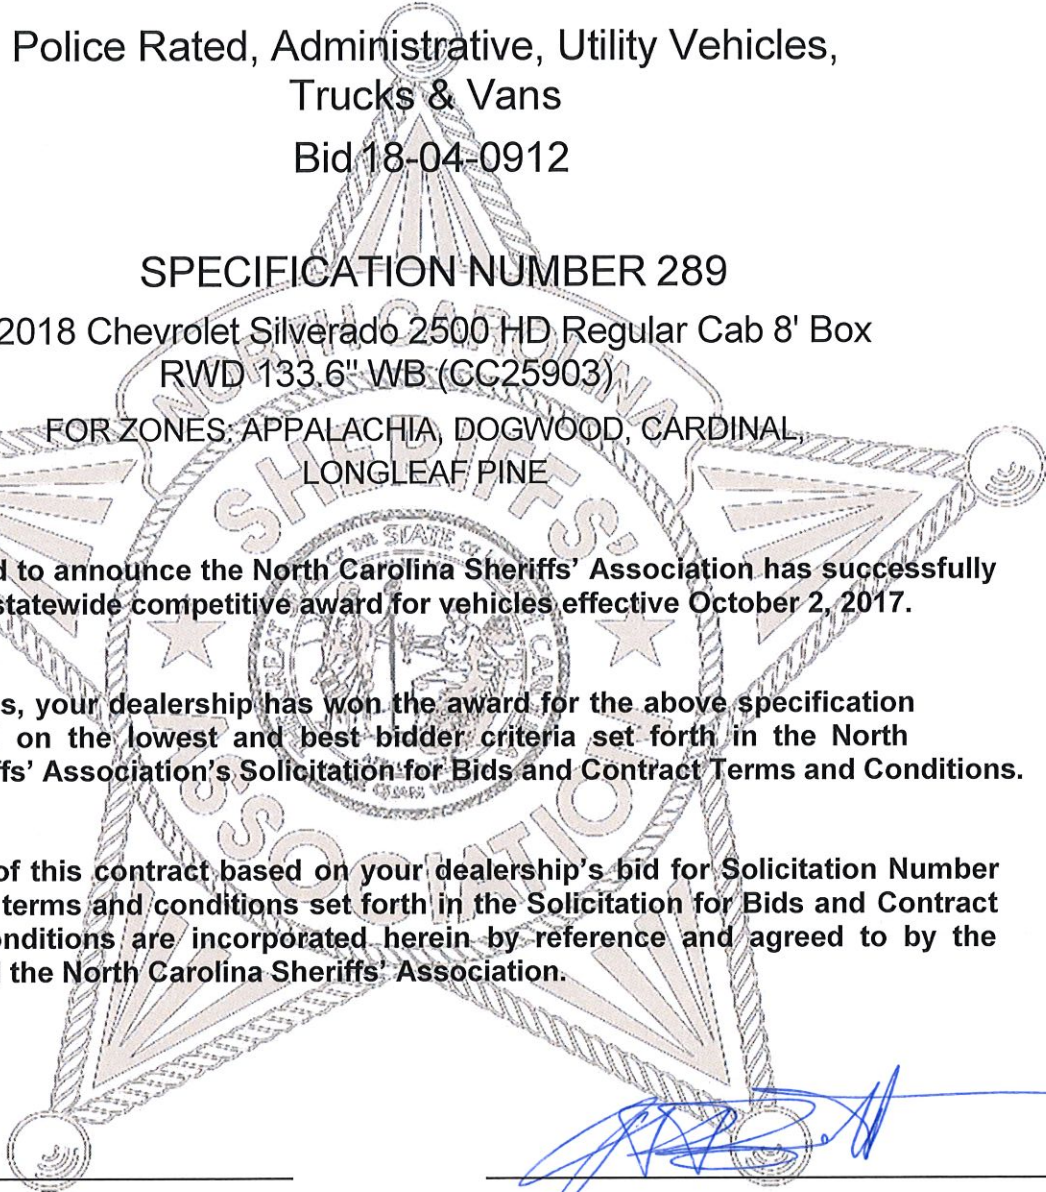 Police Rated, Administrative, Utility Vehicles,
Trucks & Vans
Bid 18-04-0912
SPECIFICATION NUMBER 289
2018 Chevrolet Silverado 2500 HD Regular Cab 8' Box
RWD 133.6" WB (CC25903)
FOR ZONES: APPALACHIA, DOGWOOD, CARDINAL,
LONGLEAF PINE
NORTH CAROLINA
SHERIFFS'
ASSOCIATION
to announce the North Carolina Sheriffs' Association has successfully
statewide competitive award for vehicles effective October 2, 2017.
s, your dealership has won the award for the above specification
on the lowest and best bidder criteria set forth in the North
ffs' Association's Solicitation for Bids and Contract Terms and Conditions.
of this contract based on your dealership's bid for Solicitation Number
terms and conditions set forth in the Solicitation for Bids and Contract
onditions are incorporated herein by reference and agreed to by the
the North Carolina Sheriffs' Association.